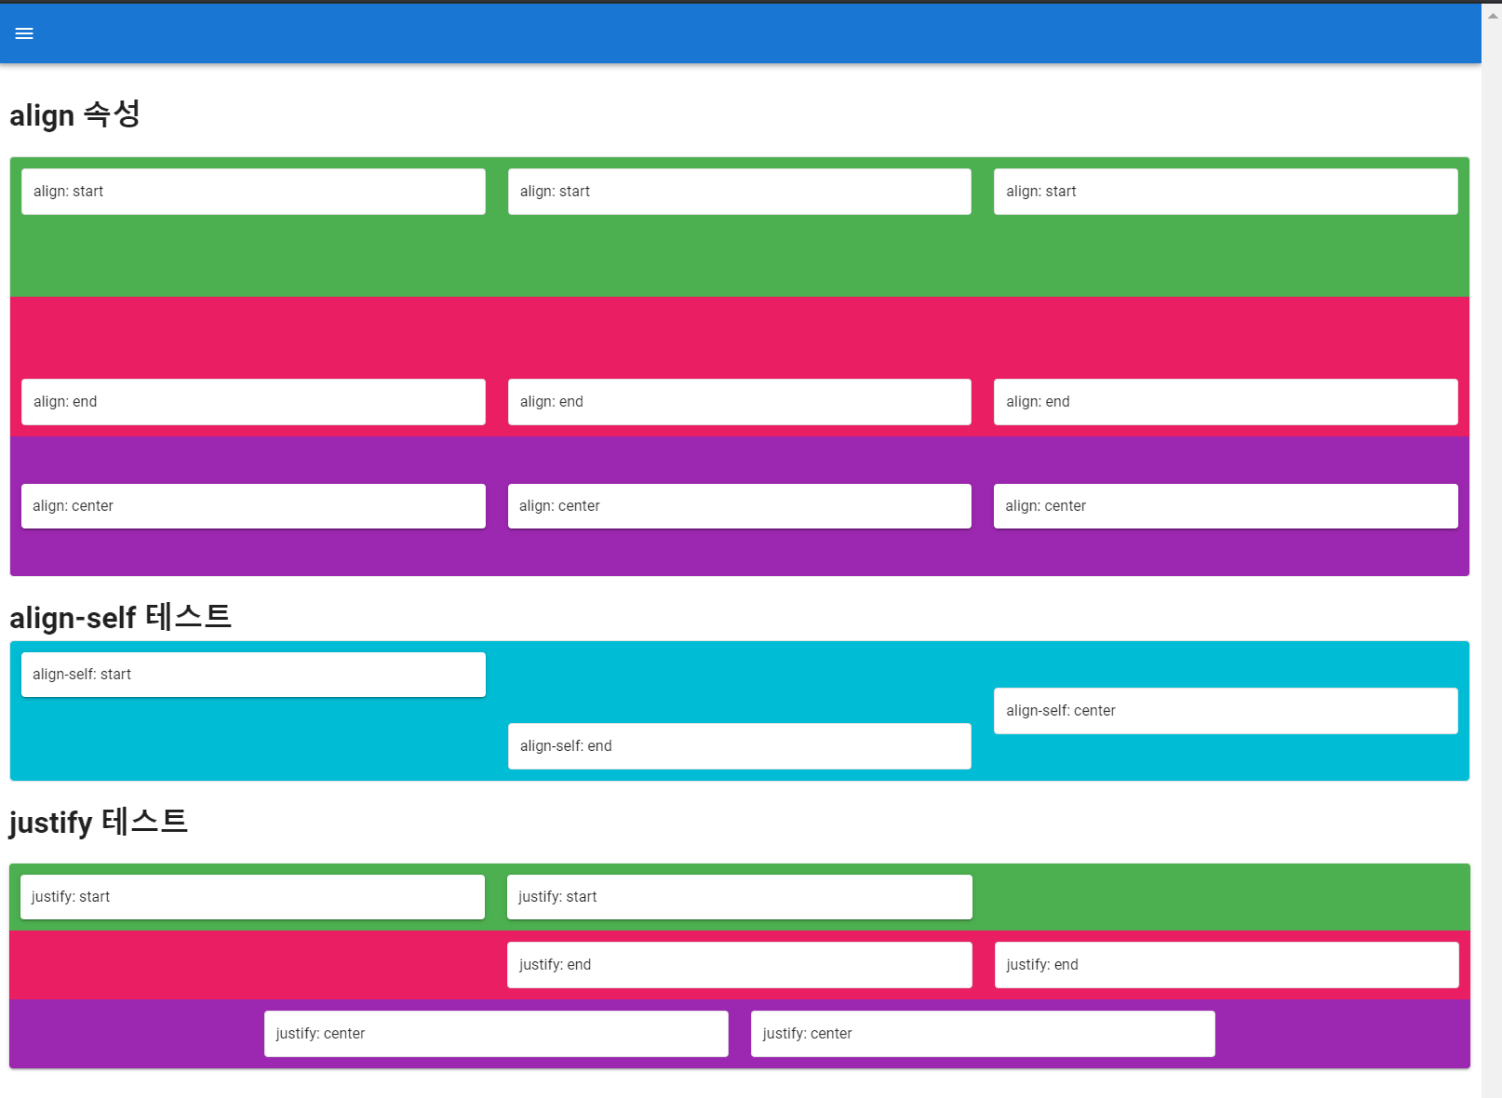 align 속성
align: start
align: start
align: start
align: end
align: end
align: end
align: center
align: center
align: center
align-self 테스트
align-self: start
align-self: end
align-self: center
justify 테스트
justify: start
justify: start
justify: end
justify: end
justify: center
justify: center